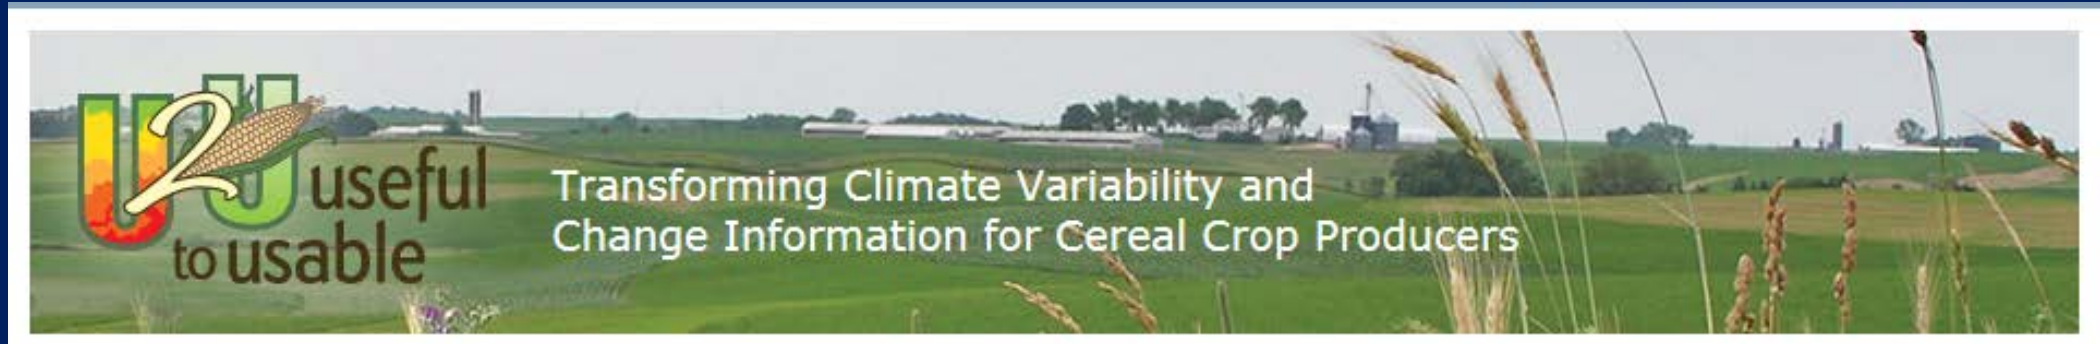 U2U
useful
to usable
Transforming Climate Variability and
Change Information for Cereal Crop Producers